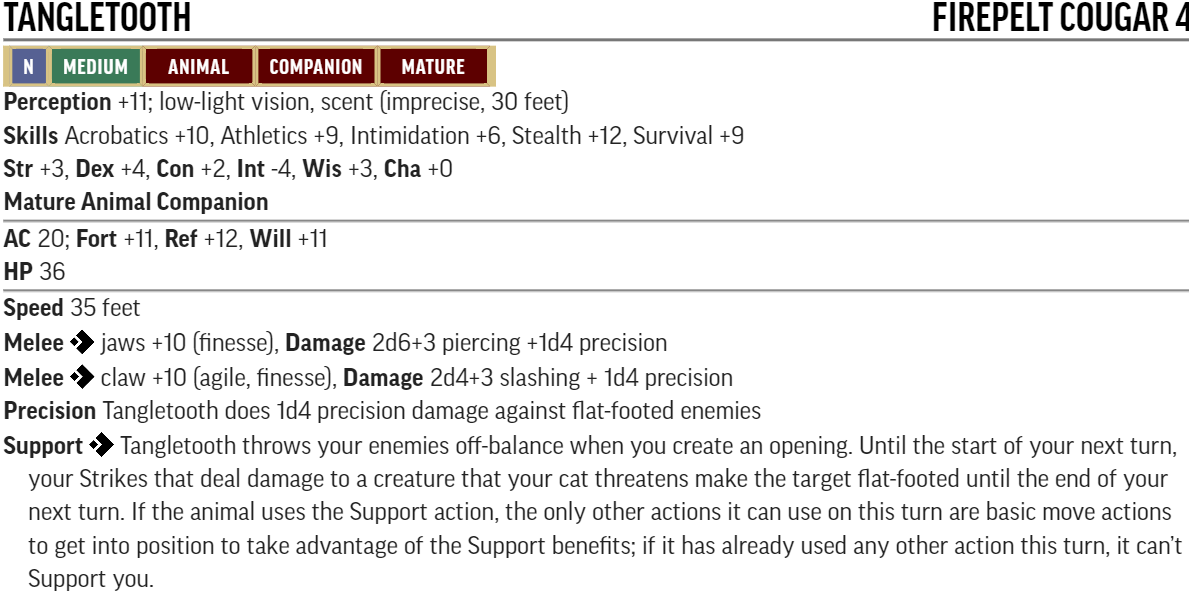 TANGLETOOTH FIREPELT COUGAR 4
N MEDIUM ANIMAL COMPANION MATURE
Perception +11; low-light vision, scent (imprecise, 30 feet)
Skills Acrobatics +10, Athletics +9, Intimidation +6, Stealth +12, Survival +9
Str +3, Dex +4, Con +2, Int -4, Wis +3, Cha +0
Mature Animal Companion
AC 20; Fort +11, Ref +12, Will +11
HP 36
Speed 35 feet
Melee jaws +10 (finesse), Damage 2d6+3 piercing +1d4 precision
Melee claw +10 (agile, finesse), Damage 2d4+3 slashing + 1d4 precision
Precision Tangletooth does 1d4 precision damage against flat-footed enemies
Support Tangletooth throws your enemies off-balance when you create an opening. Until the start of your next turn,
your Strikes that deal damage to a creature that your cat threatens make the target flat-footed until the end of your
next turn. If the animal uses the Support action, the only other actions it can use on this turn are basic move actions
to get into position to take advantage of the Support benefits; if it has already used any other action this turn, it can't
Support you.